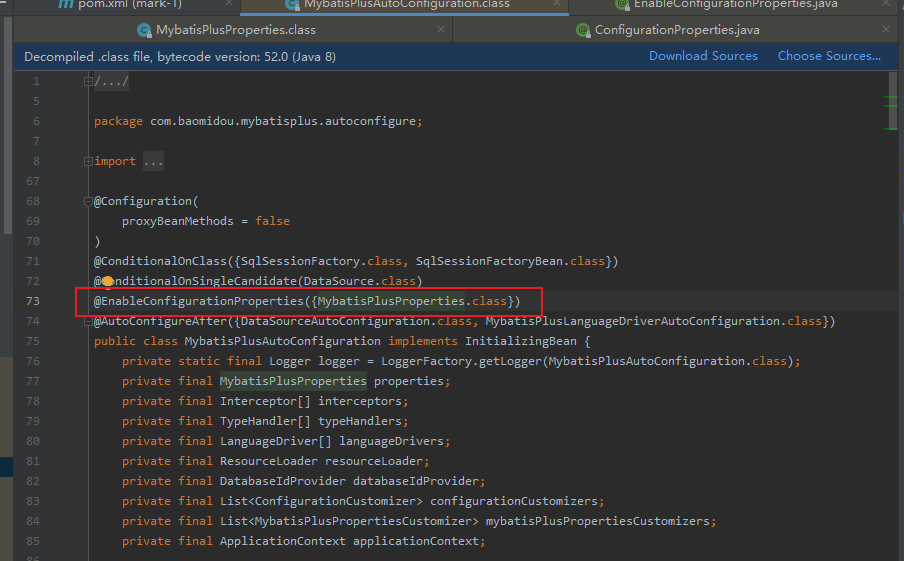 pom.xml (mark-1)
MybatisPlusAutoConfiguration.class
EnableConfigurationProperties.java
MybatisPlusProperties.class
ConfigurationProperties.java
Decompiled .class file, bytecode version: 52.0 (Java 8) Download Sources Choose Sources...
1 /.../
5
6 package com.baomidou.mybatisplus.autoconfigure;
7
8 import ...
67
68 @Configuration(
69 proxyBeanMethods = false
70 )
71 @ConditionalOnClass({SqlSessionFactory.class, SqlSessionFactoryBean.class})
72 @ConditionalOnSingleCandidate(DataSource.class)
73 @EnableConfigurationProperties({MybatisPlusProperties.class})
74 @AutoConfigureAfter({DataSourceAutoConfiguration.class, MybatisPlusLanguageDriverAutoConfiguration.class})
75 public class MybatisPlusAutoConfiguration implements InitializingBean {
76 private static final Logger logger = LoggerFactory.getLogger(MybatisPlusAutoConfiguration.class);
77 private final MybatisPlusProperties properties;
78 private final Interceptor[] interceptors;
79 private final TypeHandler[] typeHandlers;
80 private final LanguageDriver[] languageDrivers;
81 private final ResourceLoader resourceLoader;
82 private final DatabaseIdProvider databaseIdProvider;
83 private final List<ConfigurationCustomizer> configurationCustomizers;
84 private final List<MybatisPlusPropertiesCustomizer> mybatisPlusPropertiesCustomizers;
85 private final ApplicationContext applicationContext;
86